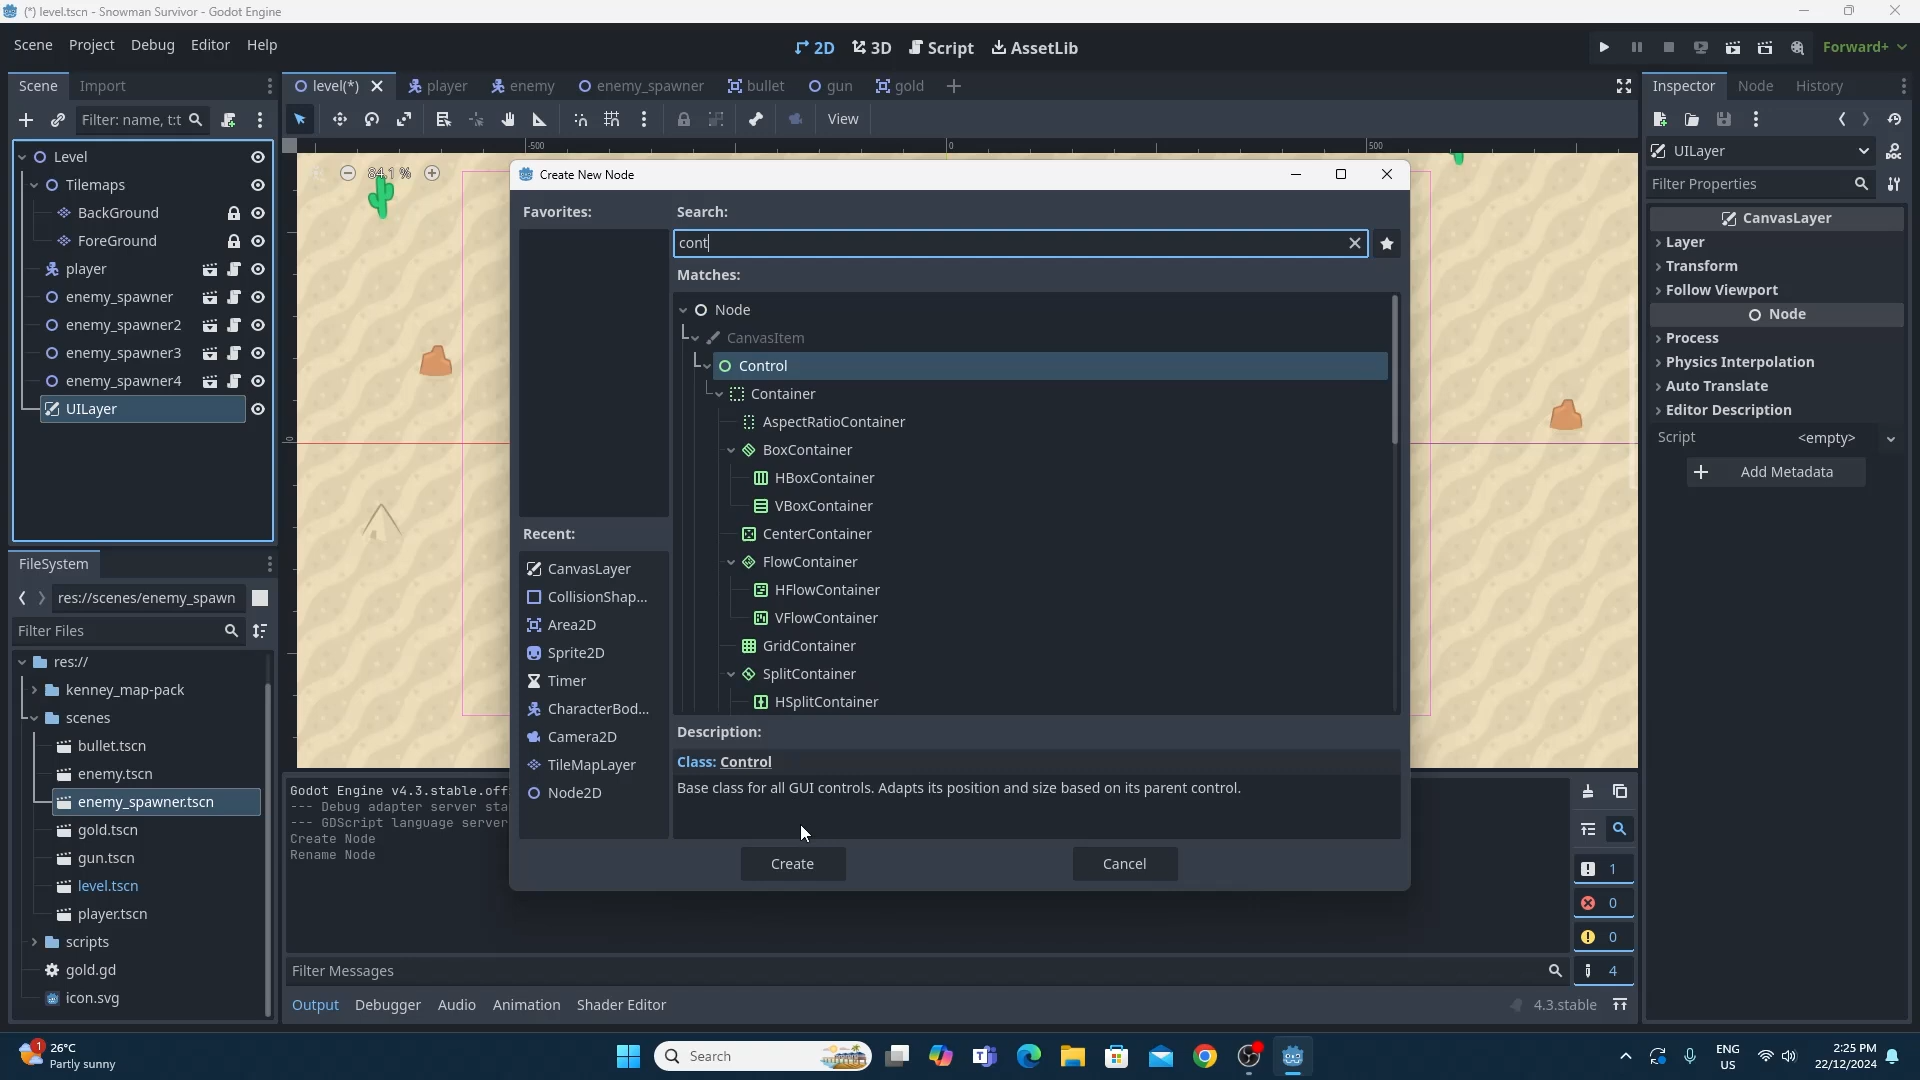 (*) level.tscn - Snowman Survivor - Godot Engine
Scene Project Debug Editor Help
2D 3D Script AssetLib
Forward+
Scene Import
level(*) player enemy enemy_spawner bullet gun gold
Inspector Node History
Filter: name, t:t
View
UILayer
Filter Properties
CanvasLayer
Layer
Transform
Follow Viewport
Node
Process
Physics Interpolation
Auto Translate
Editor Description
Script <empty>
Add Metadata
Level
Tilemaps
BackGround
ForeGround
player
enemy_spawner
enemy_spawner2
enemy_spawner3
enemy_spawner4
UILayer
-500 0 500
84.1 %
0
Create New Node
Favorites:
Search:
cont
Matches:
Node
CanvasItem
Control
Container
AspectRatioContainer
BoxContainer
HBoxContainer
VBoxContainer
CenterContainer
FlowContainer
HFlowContainer
VFlowContainer
GridContainer
SplitContainer
HSplitContainer
Recent:
CanvasLayer
CollisionShap...
Area2D
Sprite2D
Timer
CharacterBod...
Camera2D
TileMapLayer
Node2D
Description:
Class: Control
Base class for all GUI controls. Adapts its position and size based on its parent control.
Create Cancel
FileSystem
res://scenes/enemy_spawn
Filter Files
res://
kenney_map-pack
scenes
bullet.tscn
enemy.tscn
enemy_spawner.tscn
gold.tscn
gun.tscn
level.tscn
player.tscn
scripts
gold.gd
icon.svg
Godot Engine v4.3.stable.off
--- Debug adapter server sta
--- GDScript language server
Create Node
Rename Node
1
0
0
4
Filter Messages
Output Debugger Audio Animation Shader Editor
4.3.stable
1
26°C
Partly sunny
Search
ENG
US
2:25 PM
22/12/2024